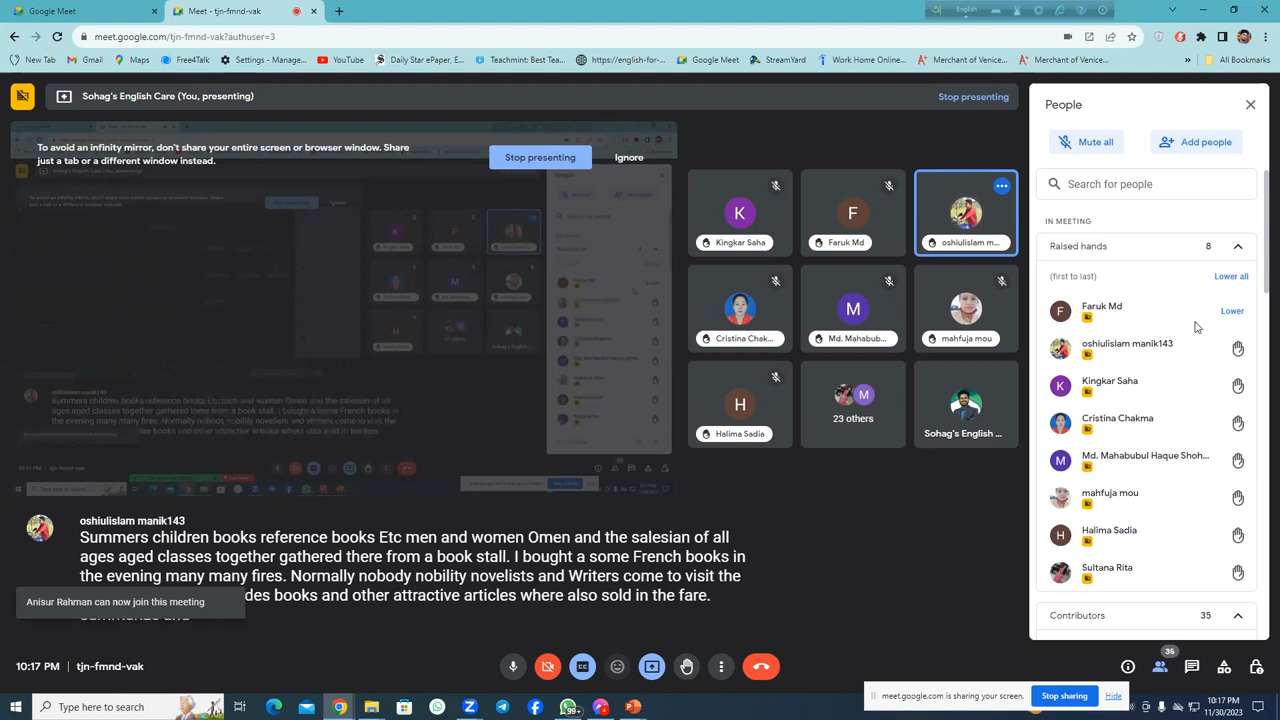 Google Meet
Meet - tjn-fmnd-vak
English
meet.google.com/tjn-fmnd-vak?authuser=3
Gmail
Maps
Free4Talk
Settings - Manage...
YouTube
Daily Star ePaper, E...
Teachmint: Best Tea...
https://english-for-...
Google Meet
StreamYard
Work Home Online...
Merchant of Venice...
Merchant of Venice...
»
All Bookmarks
Sohag's English Care (You, presenting)
Stop presenting
To avoid an infinity mirror, don't share your entire screen or browser window. Share
just a tab or a different window instead.
Stop presenting
Ignore
K
Kingkar Saha
F
Faruk Md
oshiulislam m...
Cristina Chak...
M
Md. Mahabub...
mahfuja mou
H
Halima Sadia
M
23 others
Sohag's English ...
oshiulislam manik143
Summers children books reference books Educ men and women Omen and the salesian of all
ages aged classes together gathered there from a book stall. I bought a some French books in
the evening many many fires. Normally nobody nobility novelists and Writers come to visit the
des books and other attractive articles where also sold in the fare.
Anisur Rahman can now join this meeting
People
Mute all
Add people
Search for people
IN MEETING
Raised hands 8
(first to last) Lower all
F Faruk Md Lower
oshiulislam manik143
K Kingkar Saha
Cristina Chakma
M Md. Mahabubul Haque Shoh...
mahfuja mou
H Halima Sadia
Sultana Rita
Contributors 35
10:17 PM | tjn-fmnd-vak
CC
35
meet.google.com is sharing your screen.
Stop sharing
Hide
Type here to search
99+
10:17 PM
11/30/2023